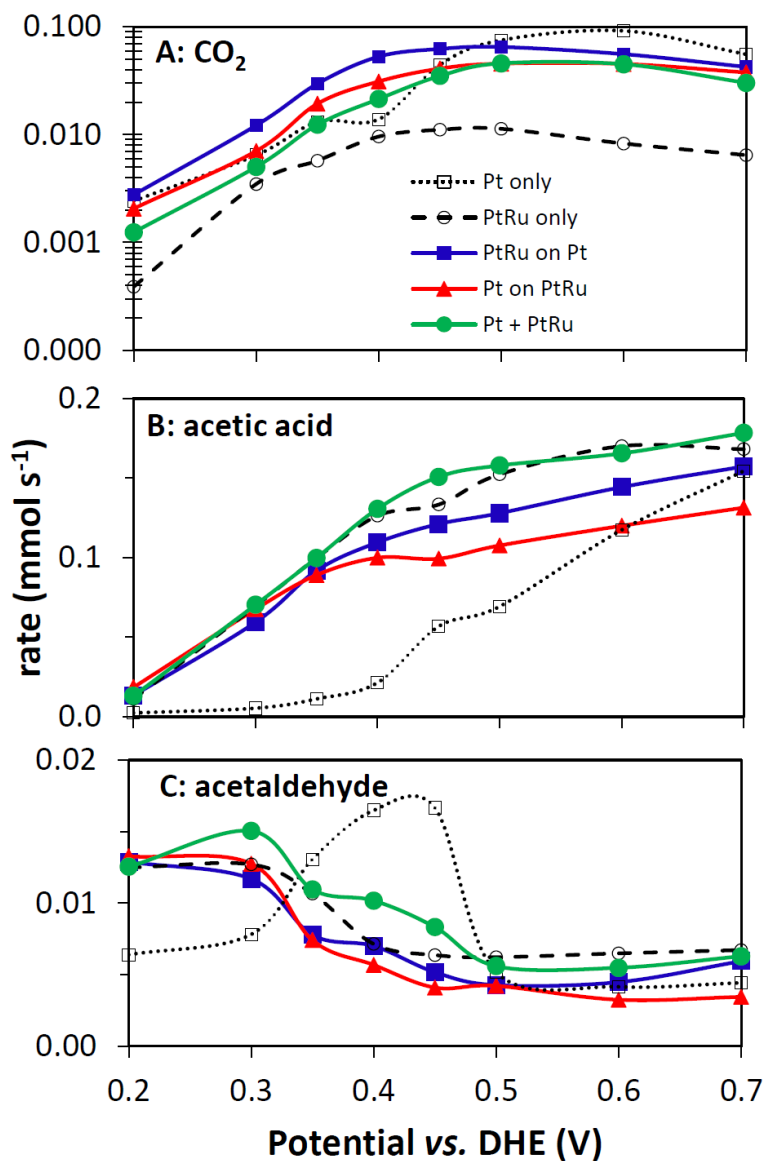 0.100
A: CO2
0.010
0.001
0.000
Pt only
PtRu only
PtRu on Pt
Pt on PtRu
Pt + PtRu
rate (mmol s-1)
0.2
B: acetic acid
0.1
0.0
0.02
C: acetaldehyde
0.01
0.00
0.2 0.3 0.4 0.5 0.6 0.7
Potential vs. DHE (V)